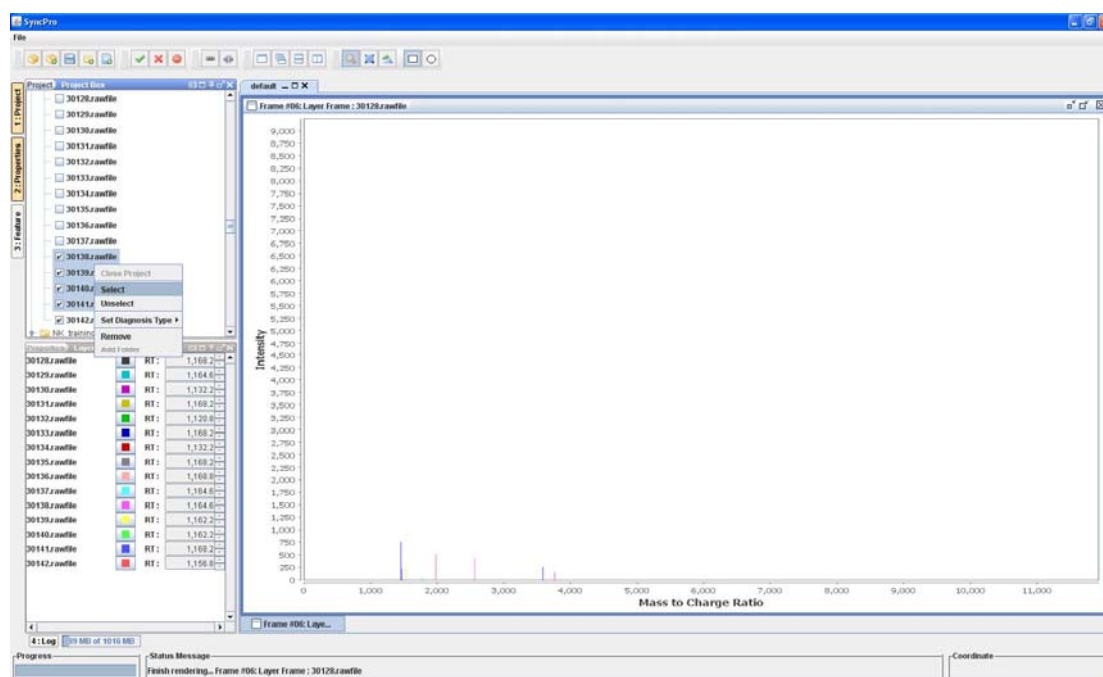 SyncPro
File
Project Project Box
default
1:Project
2:Properties
3:Feature
30128.rawfile
30129.rawfile
30130.rawfile
30131.rawfile
30132.rawfile
30133.rawfile
30134.rawfile
30135.rawfile
30136.rawfile
30137.rawfile
30138.rawfile
30139.r
30140.r
30141.r
30142.r
NK_training
Close Project
Select
Unselect
Set Diagnosis Type
Remove
Add Folder
30128.rawfile RT: 1,168.2
30129.rawfile RT: 1,164.6
30130.rawfile RT: 1,132.2
30131.rawfile RT: 1,168.2
30132.rawfile RT: 1,120.8
30133.rawfile RT: 1,168.2
30134.rawfile RT: 1,132.2
30135.rawfile RT: 1,168.2
30136.rawfile RT: 1,168.8
30137.rawfile RT: 1,164.6
30138.rawfile RT: 1,164.6
30139.rawfile RT: 1,162.2
30140.rawfile RT: 1,162.2
30141.rawfile RT: 1,168.2
30142.rawfile RT: 1,156.8
Frame #06: Layer Frame : 30128.rawfile
9,000
8,750
8,500
8,250
8,000
7,750
7,500
7,250
7,000
6,750
6,500
6,250
6,000
5,750
5,500
5,250
5,000
4,750
4,500
4,250
4,000
3,750
3,500
3,250
3,000
2,750
2,500
2,250
2,000
1,750
1,500
1,250
1,000
750
500
250
0
Intensity
0 1,000 2,000 3,000 4,000 5,000 6,000 7,000 8,000 9,000 10,000 11,000
Mass to Charge Ratio
Frame #06: Laye...
4:Log MB of 1016 MB
Progress
Status Message
Coordinate
Finish rendering... Frame #06: Layer Frame : 30128.rawfile